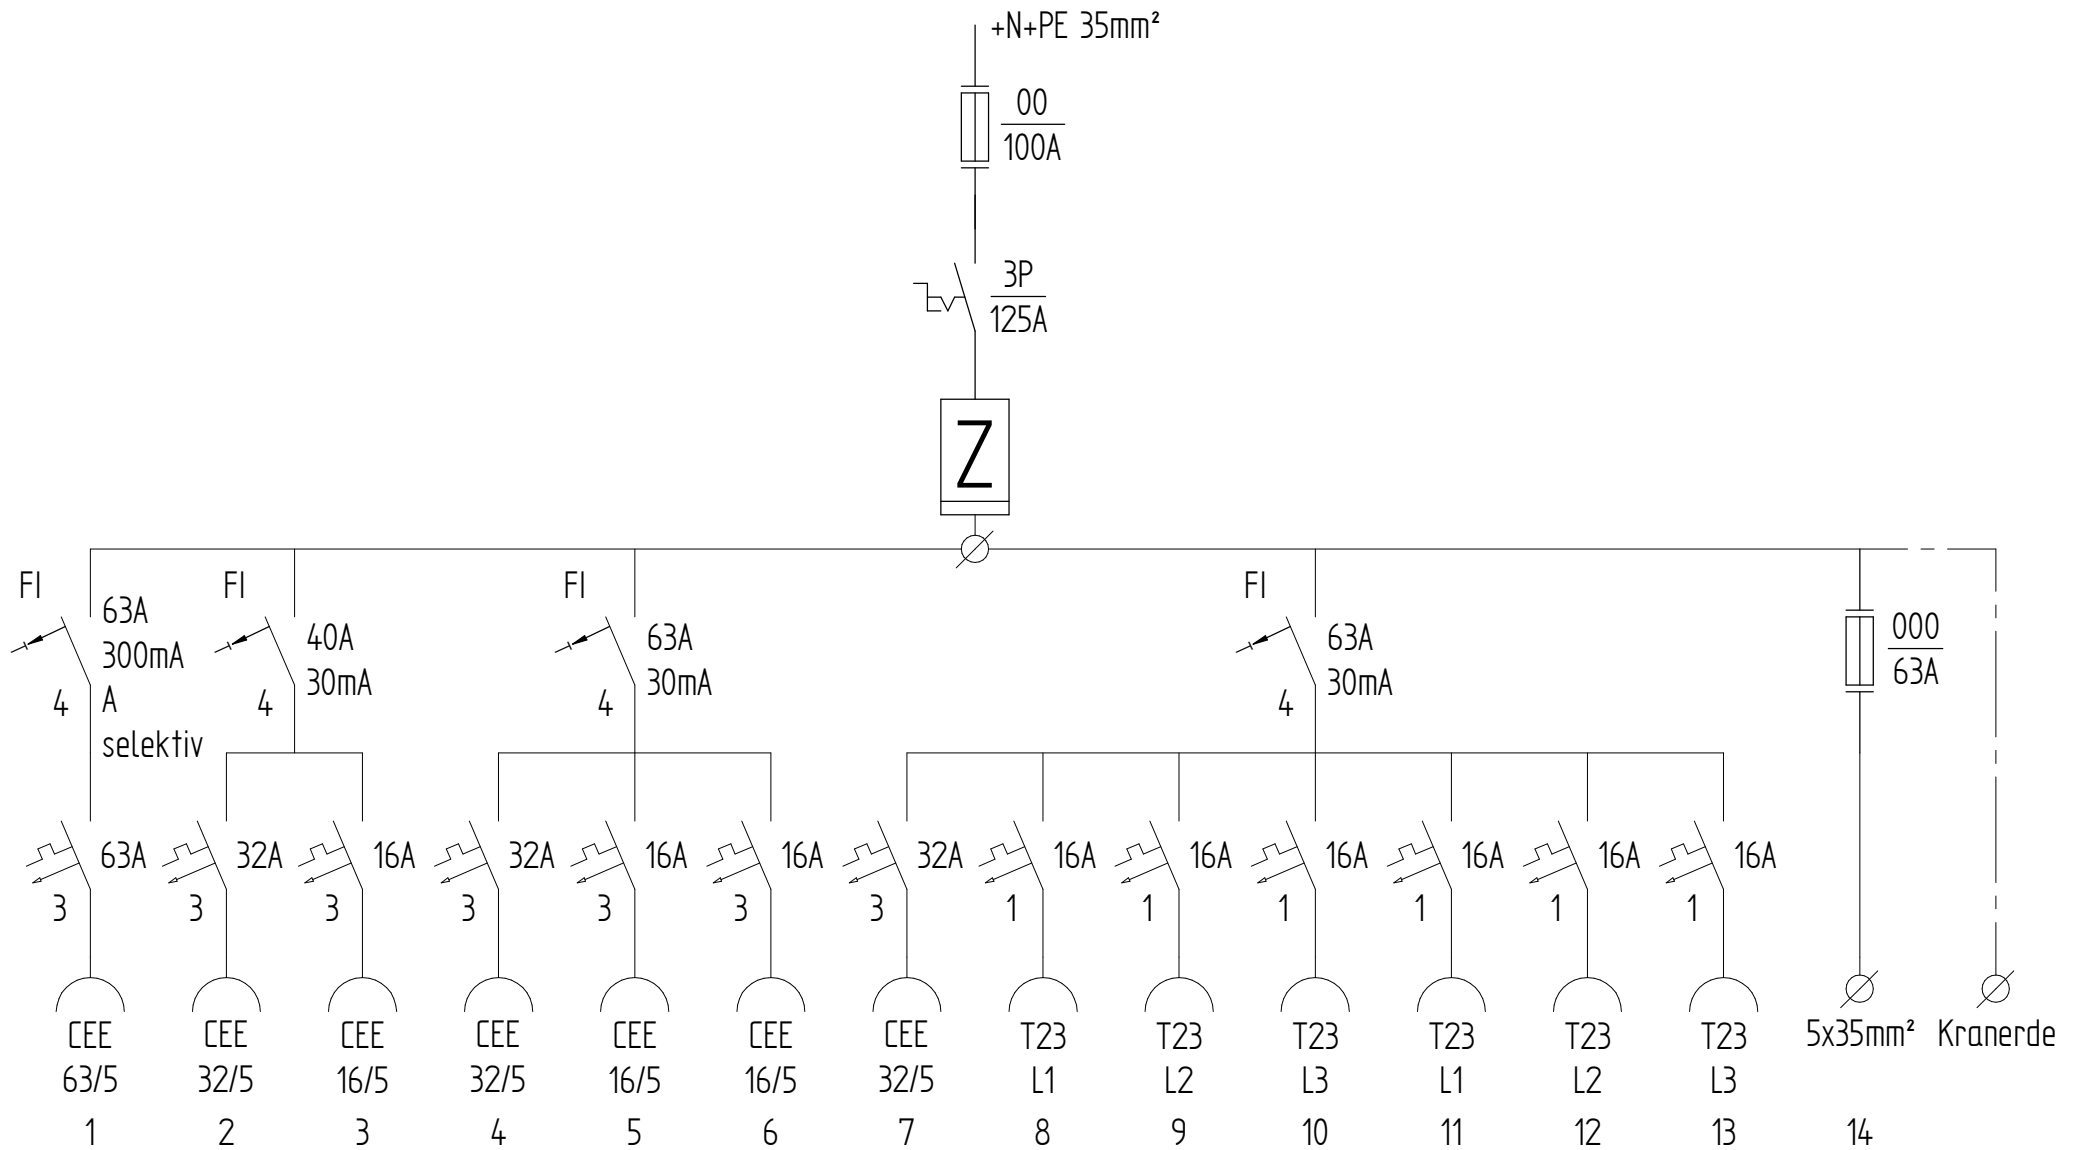 +N+PE 35mm²
00
100A
3P
125A
Z
FI
63A
300mA
A
selektiv
4
FI
40A
30mA
4
FI
63A
30mA
4
FI
63A
30mA
4
000
63A
63A 32A 16A 32A 16A 16A 32A 16A 16A 16A 16A 16A 16A
3 3 3 3 3 3 3 1 1 1 1 1 1
CEE CEE CEE CEE CEE CEE CEE T23 T23 T23 T23 T23 T23 5x35mm² Kranerde
63/5 32/5 16/5 32/5 16/5 16/5 32/5 L1 L2 L3 L1 L2 L3
1 2 3 4 5 6 7 8 9 10 11 12 13 14